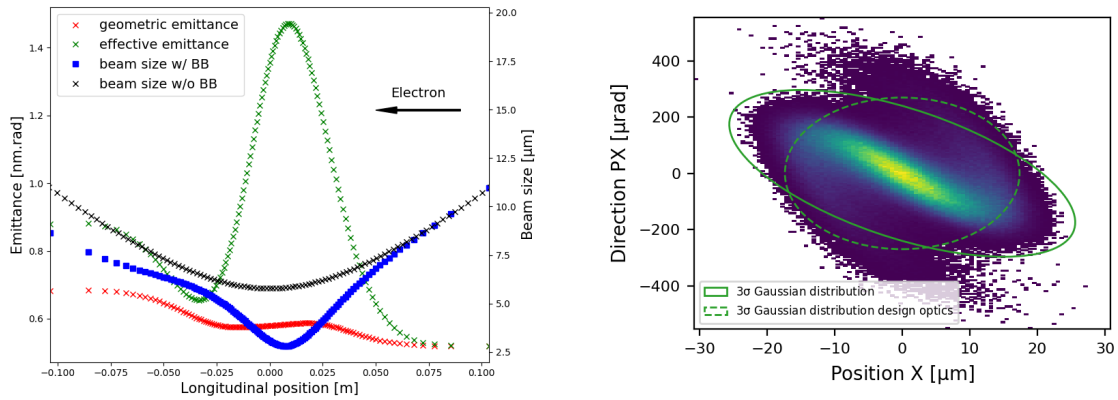 geometric emittance
effective emittance
beam size w/ BB
beam size w/o BB
Electron
Emittance [nm.rad]
1.4
1.2
1.0
0.8
0.6
20.0
17.5
15.0
12.5
10.0
7.5
5.0
2.5
Beam size [μm]
−0.100 −0.075 −0.050 −0.025 0.000 0.025 0.050 0.075 0.100
Longitudinal position [m]
Direction PX [μrad]
400
200
0
−200
−400
3σ Gaussian distribution
3σ Gaussian distribution design optics
−30 −20 −10 0 10 20 30
Position X [μm]